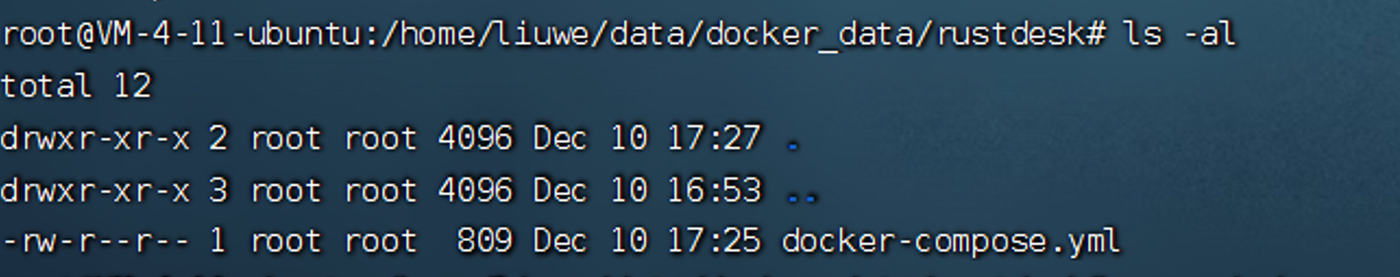 root@VM-4-11-ubuntu:/home/liuwe/data/docker_data/rustdesk# ls -al
total 12
drwxr-xr-x 2 root root 4096 Dec 10 17:27 .
drwxr-xr-x 3 root root 4096 Dec 10 16:53 ..
-rw-r--r-- 1 root root  809 Dec 10 17:25 docker-compose.yml